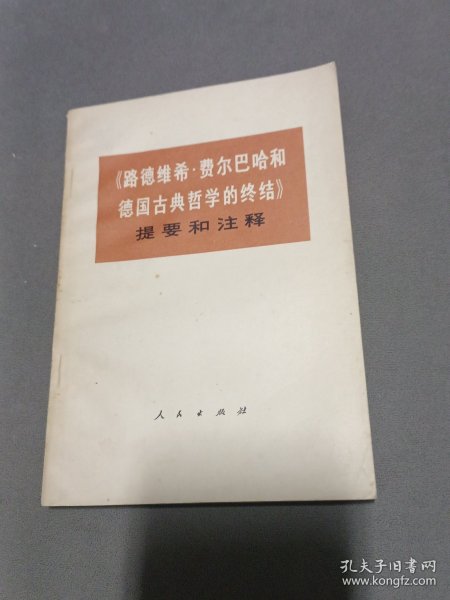 《路德维希·费尔巴哈和
德国古典哲学的终结》
提要和注释
人民出版社
孔夫子旧书网
www.kongfz.com